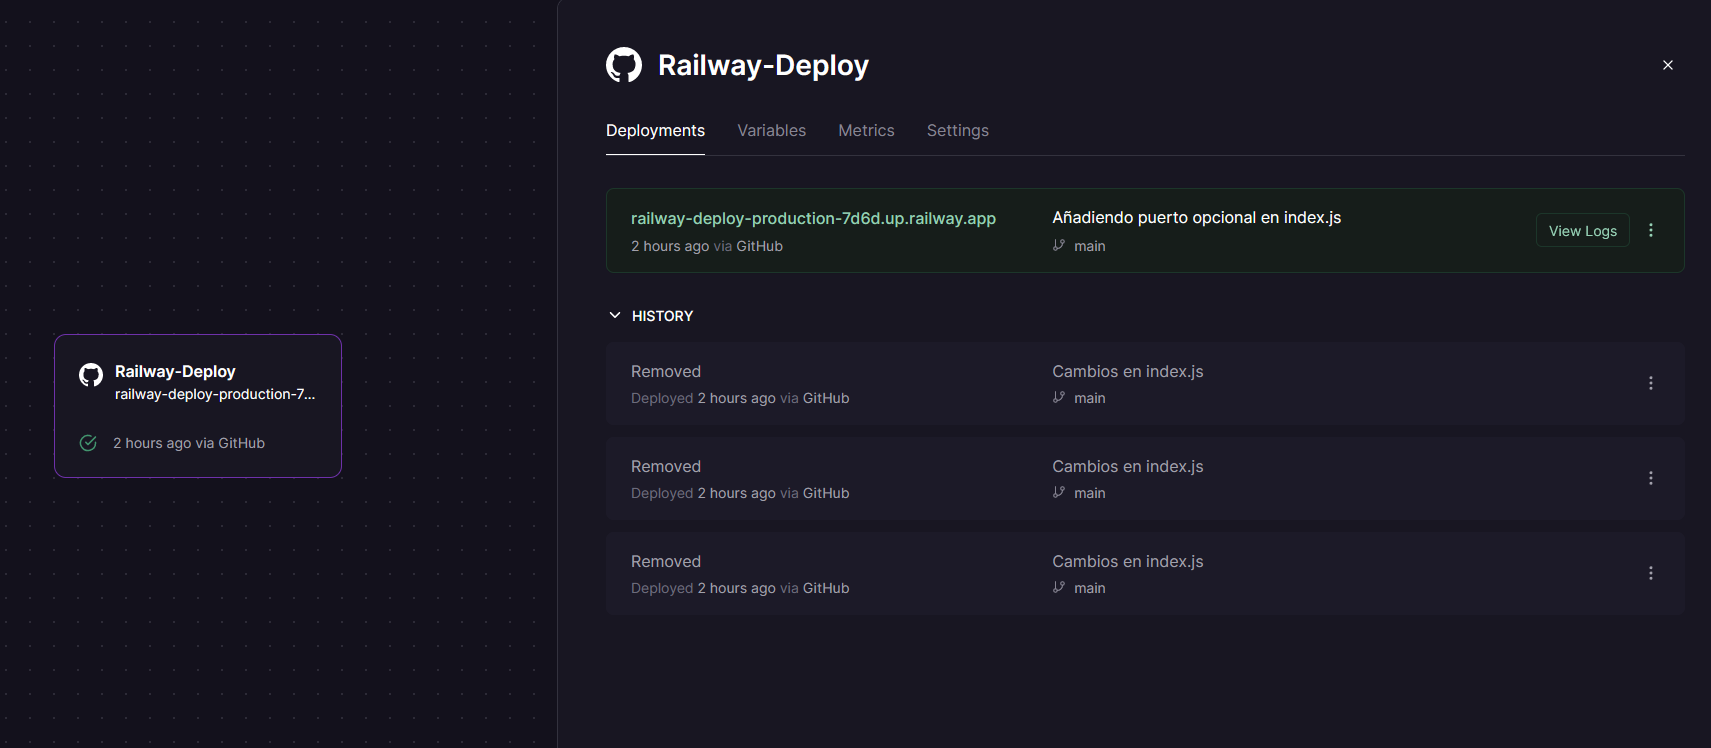 Railway-Deploy
railway-deploy-production-7...
2 hours ago via GitHub
Railway-Deploy
Deployments Variables Metrics Settings
railway-deploy-production-7d6d.up.railway.app
2 hours ago via GitHub
Añadiendo puerto opcional en index.js
main
View Logs
HISTORY
Removed
Deployed 2 hours ago via GitHub
Cambios en index.js
main
Removed
Deployed 2 hours ago via GitHub
Cambios en index.js
main
Removed
Deployed 2 hours ago via GitHub
Cambios en index.js
main